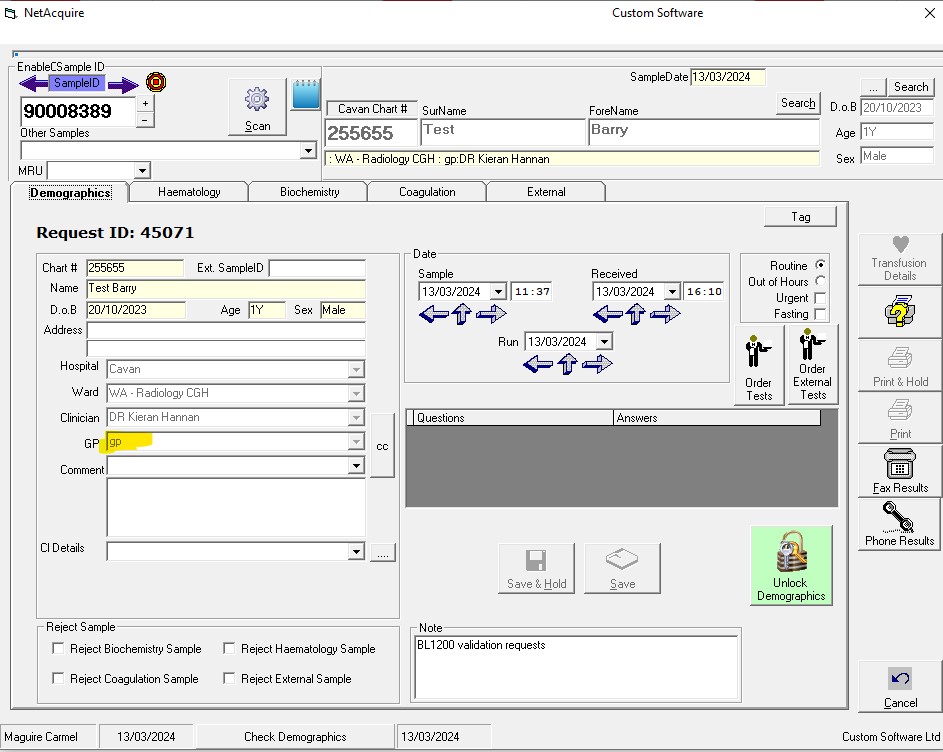 NetAcquire
Custom Software
EnableCSample ID
SampleID
90008389
+
-
Scan
Other Samples
MRU
SampleDate 13/03/2024
Cavan Chart #
SurName
ForeName
Search
255655
Test
Barry
: WA - Radiology CGH : gp:DR Kieran Hannan
... Search
D.o.B 20/10/2023
Age 1Y
Sex Male
Demographics Haematology Biochemistry Coagulation External
Request ID: 45071
Tag
Chart # 255655 Ext. SampleID
Name Test Barry
D.o.B 20/10/2023 Age 1Y Sex Male
Address
Hospital Cavan
Ward WA - Radiology CGH
Clinician DR Kieran Hannan
GP gp
cc
Comment
Cl Details
....
Date
Sample
13/03/2024 11:37
Received
13/03/2024 16:10
Run 13/03/2024
Routine
Out of Hours
Urgent
Fasting
Order
Tests
Order
External
Tests
Questions Answers
Save & Hold
Save
Unlock
Demographics
Reject Sample
Reject Biochemistry Sample Reject Haematology Sample
Reject Coagulation Sample Reject External Sample
Note
BL1200 validation requests
Transfusion
Details
Print & Hold
Print
Fax Results
Phone Results
Cancel
Maguire Carmel 13/03/2024 Check Demographics 13/03/2024 Custom Software Ltd